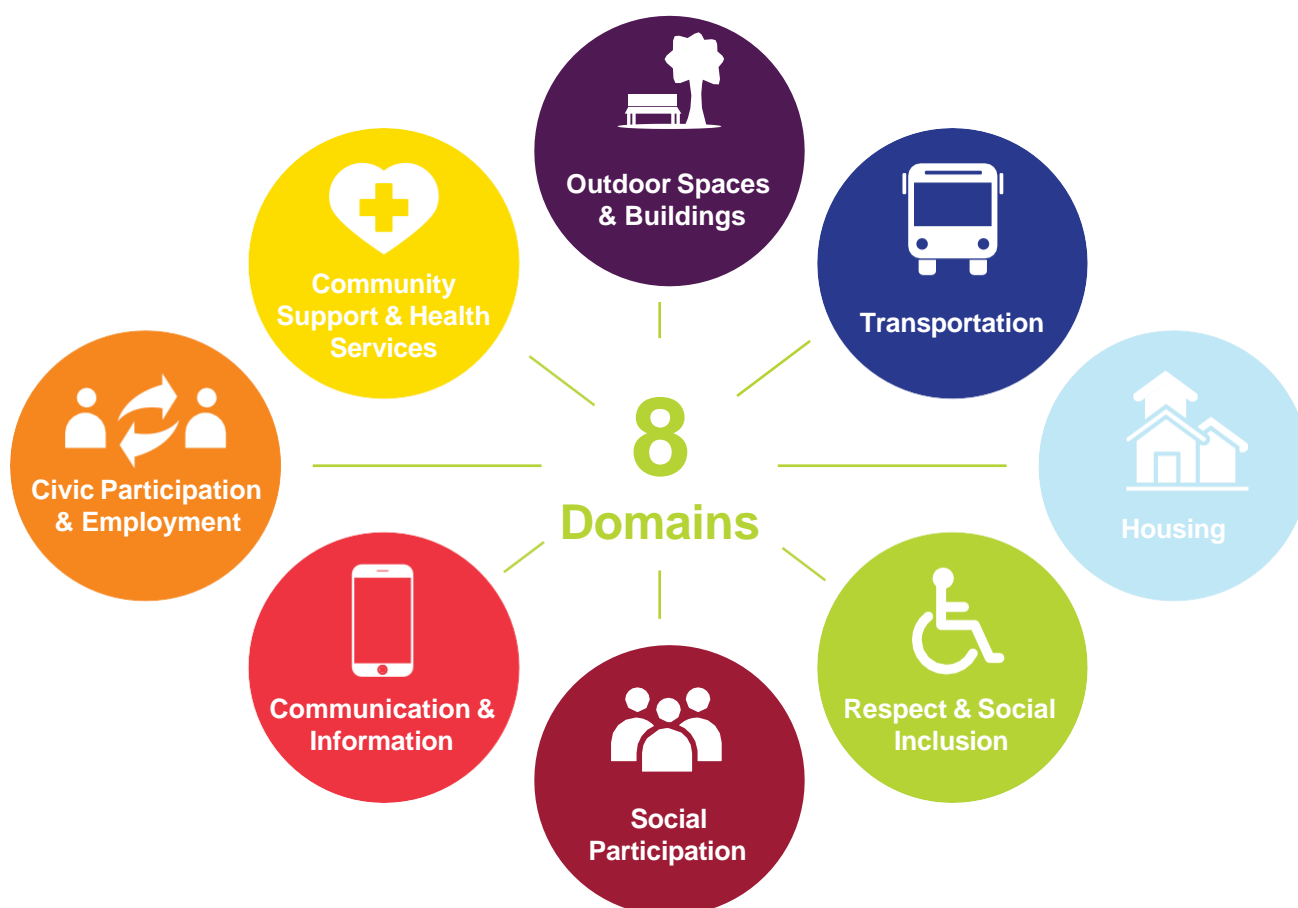 Outdoor Spaces
& Buildings
Community
Support & Health
Services
Transportation
8
Domains
Civic Participation
& Employment
Housing
Communication &
Information
Respect & Social
Inclusion
Social
Participation